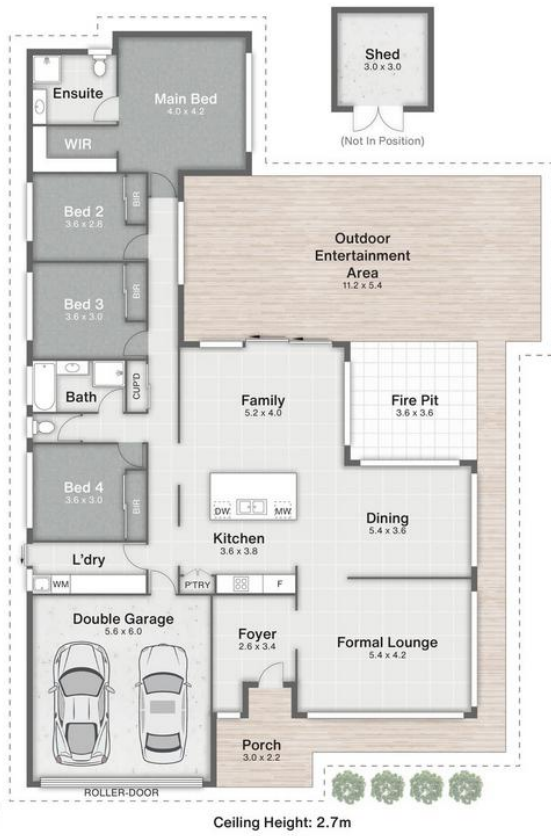 Shed
3.0 x 3.0
(Not In Position)
Ensuite
Main Bed
4.0 x 4.2
WIR
Bed 2
3.6 x 2.8
BIR
Outdoor
Entertainment
Area
11.2 x 5.4
Bed 3
3.6 x 3.0
BIR
Bath
CUP'D
Family
5.2 x 4.0
Fire Pit
3.6 x 3.6
Bed 4
3.6 x 3.0
BIR
DW
MW
Kitchen
3.6 x 3.8
Dining
5.4 x 3.6
L'dry
WM
P'TRY
F
Double Garage
5.6 x 6.0
Foyer
2.6 x 3.4
Formal Lounge
5.4 x 4.2
Porch
3.0 x 2.2
ROLLER-DOOR
Ceiling Height: 2.7m